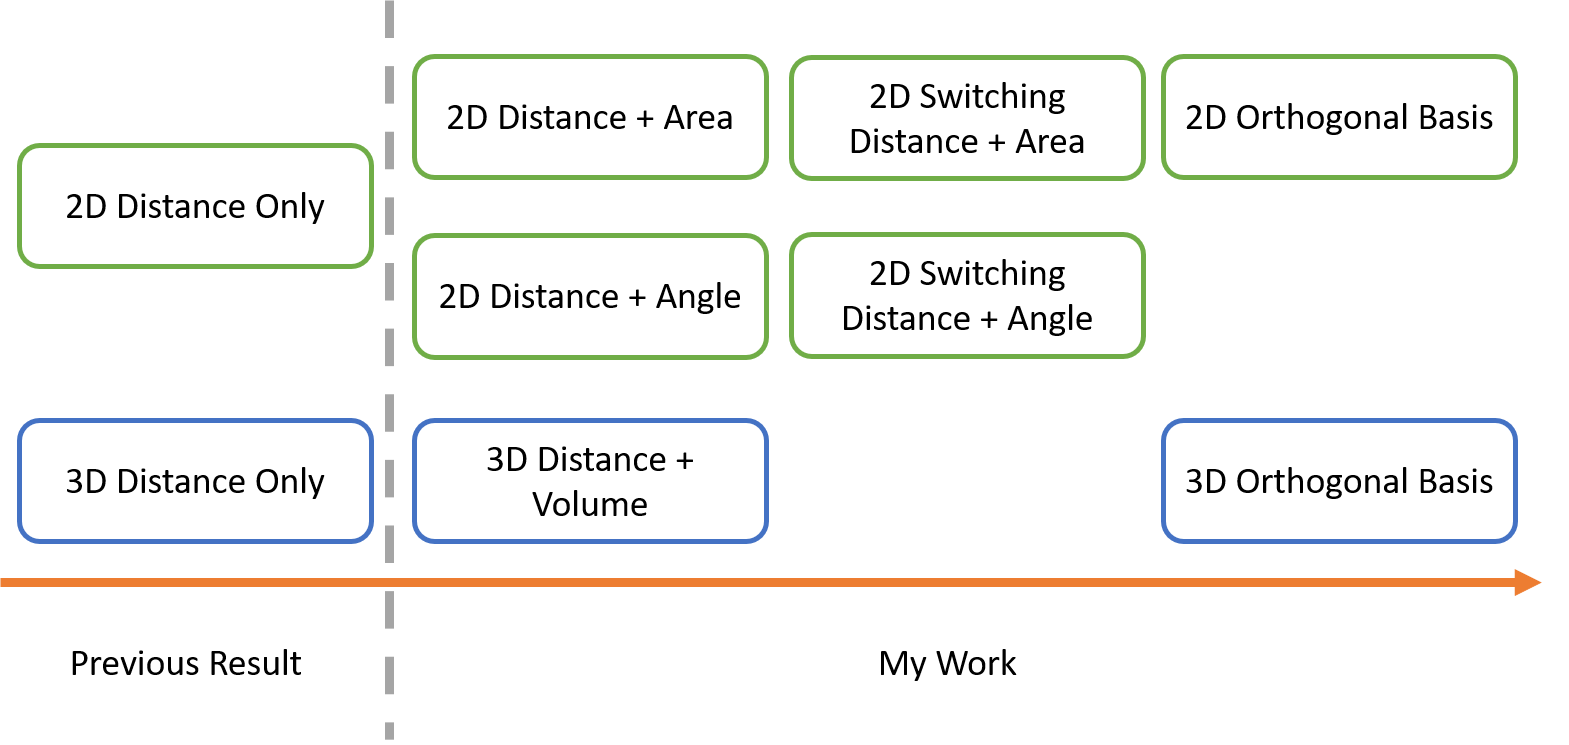 2D Distance Only
2D Distance + Area
2D Switching
Distance + Area
2D Orthogonal Basis
2D Distance + Angle
2D Switching
Distance + Angle
3D Distance Only
3D Distance +
Volume
3D Orthogonal Basis
Previous Result
My Work